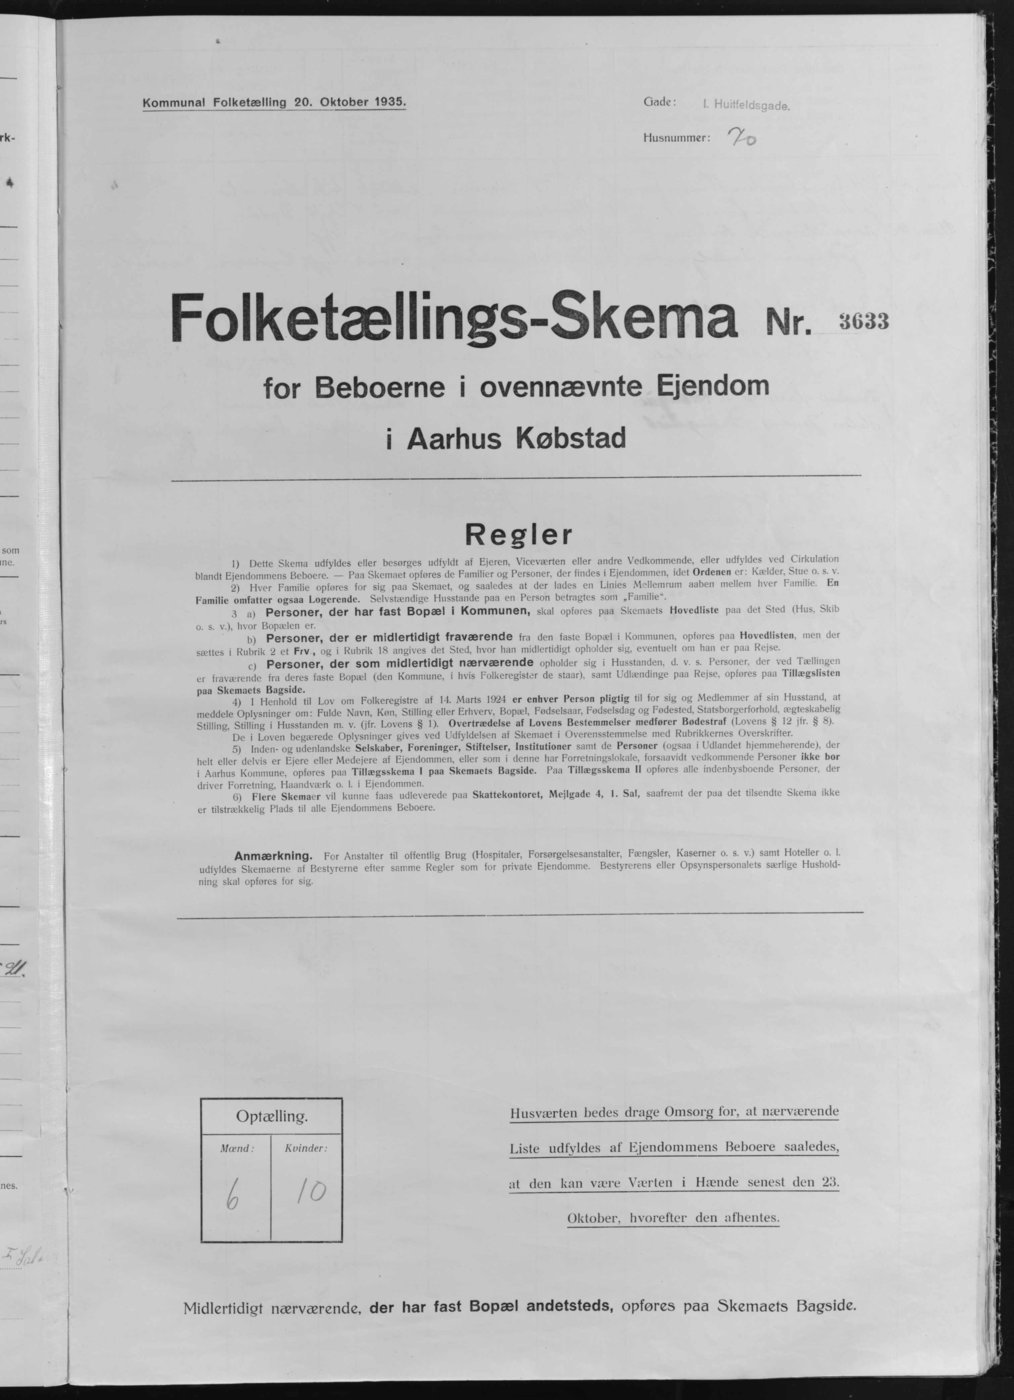 Kommunal Folketælling 20. Oktober 1935.
Gade: I. Huitfeldsgade.
Husnummer: 20
Folketællings-Skema Nr. 3633
for Beboerne i ovennævnte Ejendom
i Aarhus Købstad
Regler
1) Dette Skema udfyldes eller besørges udfyldt af Ejeren, Viceværten eller andre Vedkommende, eller udfyldes ved Cirkulation
blandt Ejendommens Beboere. — Paa Skemaet opføres de Familier og Personer, der findes i Ejendommen, idet Ordenen er: Kælder, Stue o. s. v.
2) Hver Familie opføres for sig paa Skemaet, og saaledes at der lades en Linies Mellemrum aaben mellem hver Familie. En
Familie omfatter ogsaa Logerende. Selvstændige Husstande paa en Person betragtes som „Familie“.
3 a) Personer, der har fast Bopæl i Kommunen, skal opføres paa Skemaets Hovedliste paa det Sted (Hus, Skib
o. s. v.), hvor Bopælen er.
b) Personer, der er midlertidigt fraværende fra den faste Bopæl i Kommunen, opføres paa Hovedlisten, men der
sættes i Rubrik 2 et Frv., og i Rubrik 18 angives det Sted, hvor han midlertidigt opholder sig, eventuelt om han er paa Rejse.
c) Personer, der som midlertidigt nærværende opholder sig i Husstanden, d. v. s. Personer, der ved Tællingen
er fraværende fra deres faste Bopæl (den Kommune, i hvis Folkeregister de staar), samt Udlændinge paa Rejse, opføres paa Tillægslisten
paa Skemaets Bagside.
4) I Henhold til Lov om Folkeregistre af 14. Marts 1924 er enhver Person pligtig til for sig og Medlemmer af sin Husstand, at
meddele Oplysninger om: Fulde Navn, Køn, Stilling eller Erhverv, Bopæl, Fødselsaar, Fødselsdag og Fødested, Statsborgerforhold, ægteskabelig
Stilling, Stilling i Husstanden m. v. (jfr. Lovens § 1). Overtrædelse af Lovens Bestemmelser medfører Bødestraf (Lovens § 12 jfr. § 8).
De i Loven begærede Oplysninger gives ved Udfyldelsen af Skemaet i Overensstemmelse med Rubrikkernes Overskrifter.
5) Inden- og udenlandske Selskaber, Foreninger, Stiftelser, Institutioner samt de Personer (ogsaa i Udlandet hjemmehørende), der
helt eller delvis er Ejere eller Medejere af Ejendommen, eller som i denne har Forretningslokale, forsaavidt vedkommende Personer ikke bor
i Aarhus Kommune, opføres paa Tillægsskema I paa Skemaets Bagside. Paa Tillægsskema II opføres alle indenbysboende Personer, der
driver Forretning, Haandværk o. l. i Ejendommen.
6) Flere Skemaer vil kunne faas udleverede paa Skattekontoret, Mejlgade 4, 1. Sal, saafremt der paa det tilsendte Skema ikke
er tilstrækkelig Plads til alle Ejendommens Beboere.
Anmærkning. For Anstalter til offentlig Brug (Hospitaler, Forsørgelsesanstalter, Fængsler, Kaserner o. s. v.) samt Hoteller o. l.
udfyldes Skemaerne af Bestyrerne efter samme Regler som for private Ejendomme. Bestyrerens eller Opsynspersonalets særlige Hushold-
ning skal opføres for sig.
Optælling.
Mænd: Kvinder:
6 10
Husværten bedes drage Omsorg for, at nærværende
Liste udfyldes af Ejendommens Beboere saaledes,
at den kan være Værten i Hænde senest den 23.
Oktober, hvorefter den afhentes.
Midlertidigt nærværende, der har fast Bopæl andetsteds, opføres paa Skemaets Bagside.